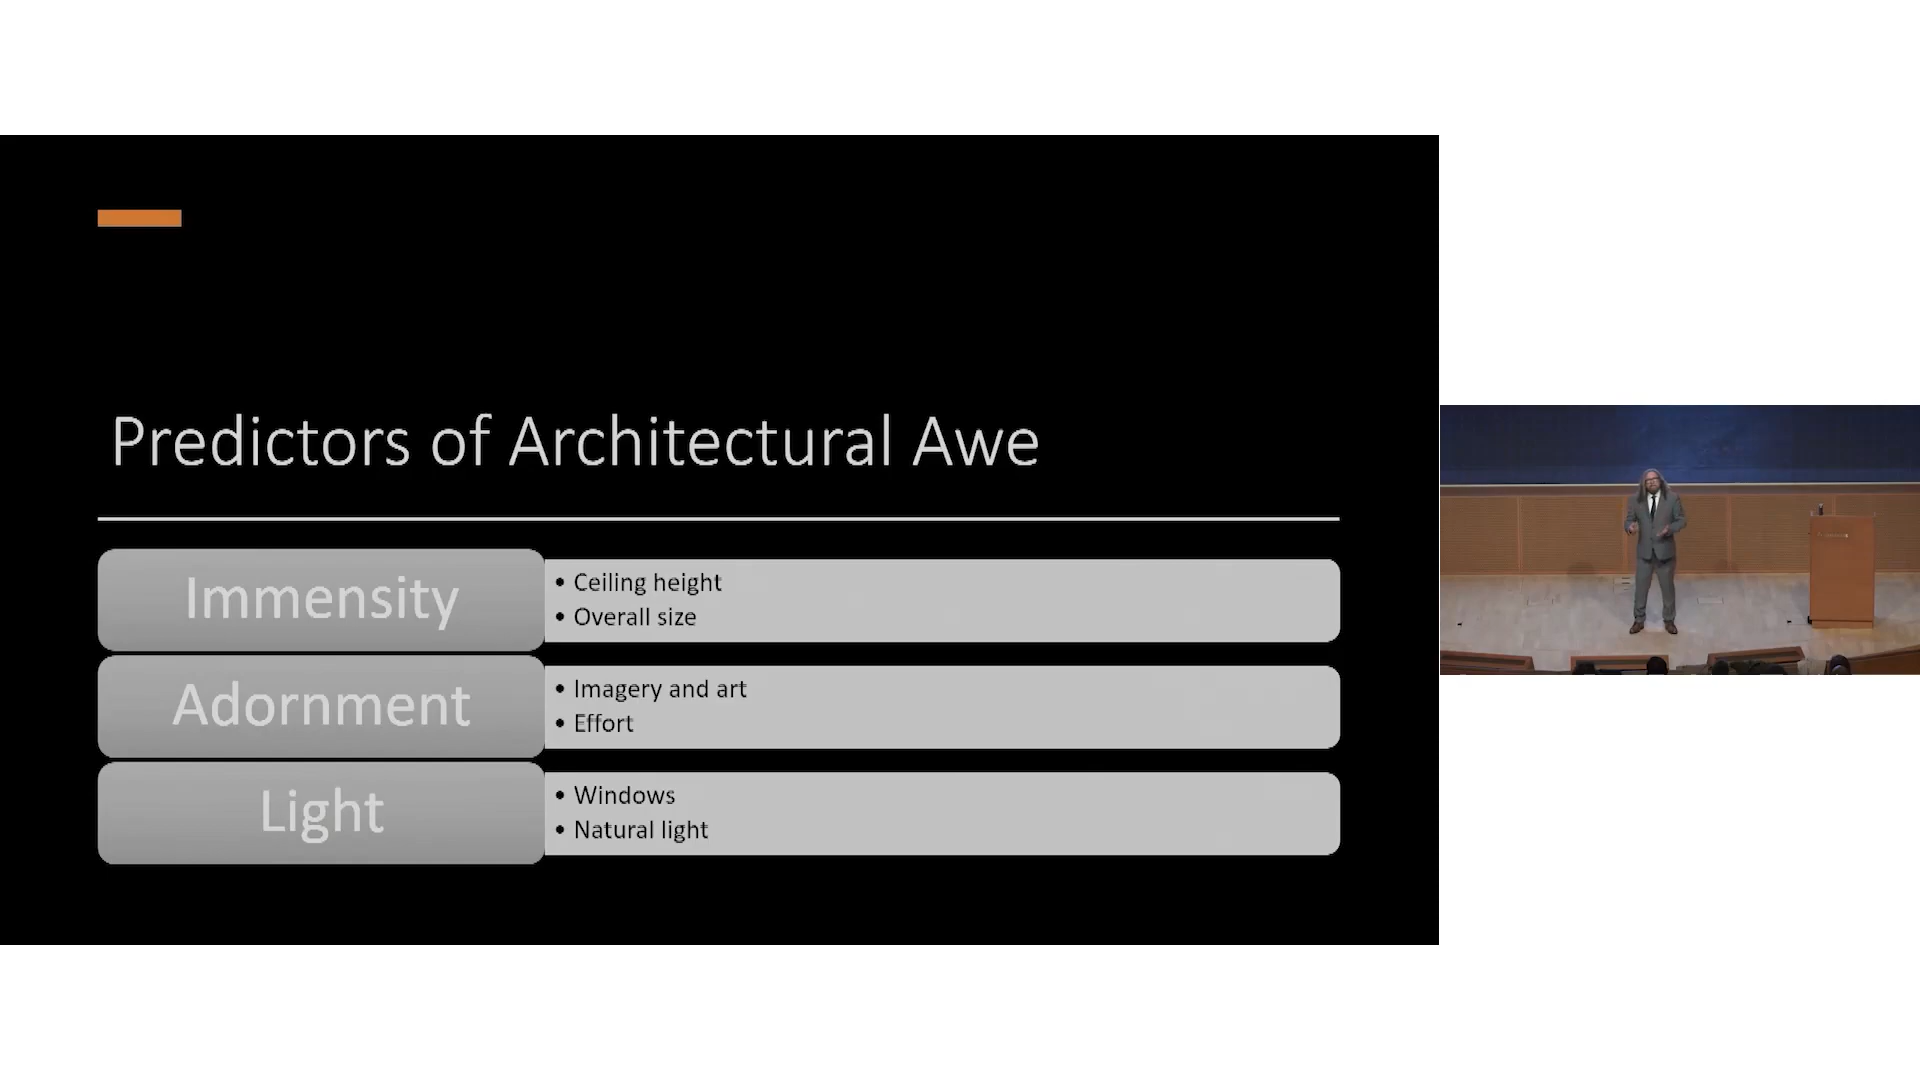 Predictors of Architectural Awe
Immensity
• Ceiling height
• Overall size
Adornment
• Imagery and art
• Effort
Light
• Windows
• Natural light